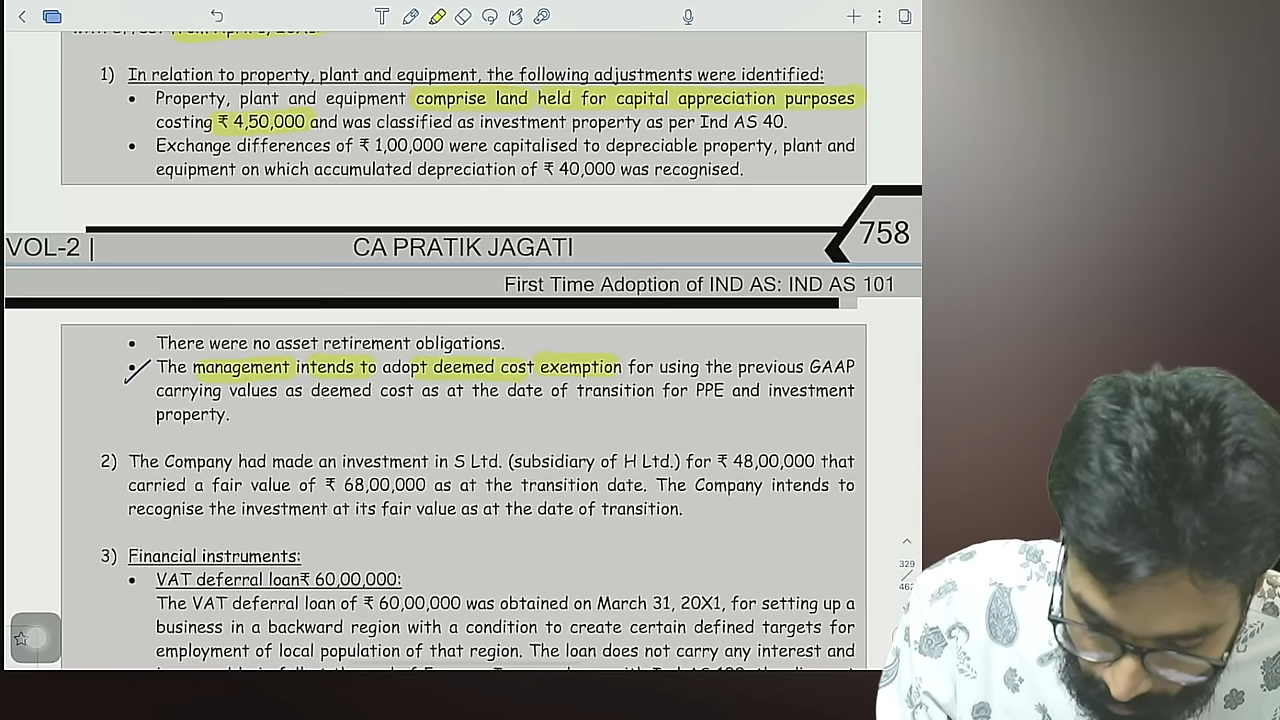 1) In relation to property, plant and equipment, the following adjustments were identified:
• Property, plant and equipment comprise land held for capital appreciation purposes
costing ₹ 4,50,000 and was classified as investment property as per Ind AS 40.
• Exchange differences of ₹ 1,00,000 were capitalised to depreciable property, plant and
equipment on which accumulated depreciation of ₹ 40,000 was recognised.
758
VOL-2 | CA PRATIK JAGATI
First Time Adoption of IND AS: IND AS 101
• There were no asset retirement obligations.
• The management intends to adopt deemed cost exemption for using the previous GAAP
carrying values as deemed cost as at the date of transition for PPE and investment
property.
2) The Company had made an investment in S Ltd. (subsidiary of H Ltd.) for ₹ 48,00,000 that
carried a fair value of ₹ 68,00,000 as at the transition date. The Company intends to
recognise the investment at its fair value as at the date of transition.
3) Financial instruments:
• VAT deferral loan₹ 60,00,000:
The VAT deferral loan of ₹ 60,00,000 was obtained on March 31, 20X1, for setting up a
business in a backward region with a condition to create certain defined targets for
employment of local population of that region. The loan does not carry any interest and
329